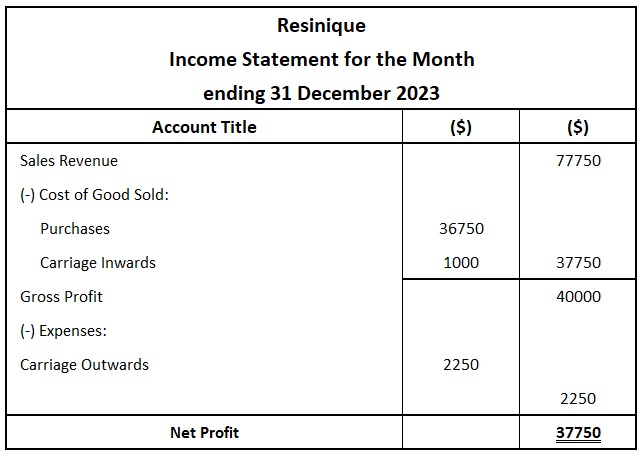 Resinique
Income Statement for the Month
ending 31 December 2023
Account Title ($) ($)
Sales Revenue 77750
(-) Cost of Good Sold:
Purchases 36750
Carriage Inwards 1000 37750
Gross Profit 40000
(-) Expenses:
Carriage Outwards 2250
2250
Net Profit 37750